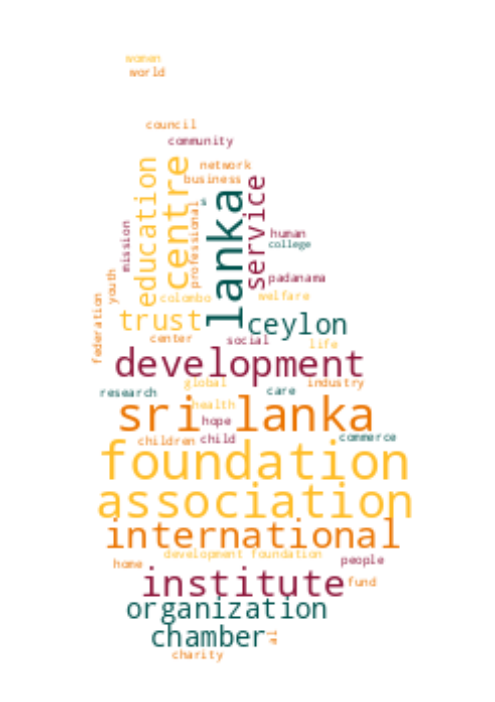 women
world
council
community
network
business
education
centre
s
professional
lanka
service
mission
human
college
youth
padanama
federation
colombo
welfare
trust
ceylon
center
social
life
development
global
industry
research
care
health
sri lanka
hope
children
child
commerce
foundation
association
international
development foundation
home
people
institute
fund
organization
chamber
charity